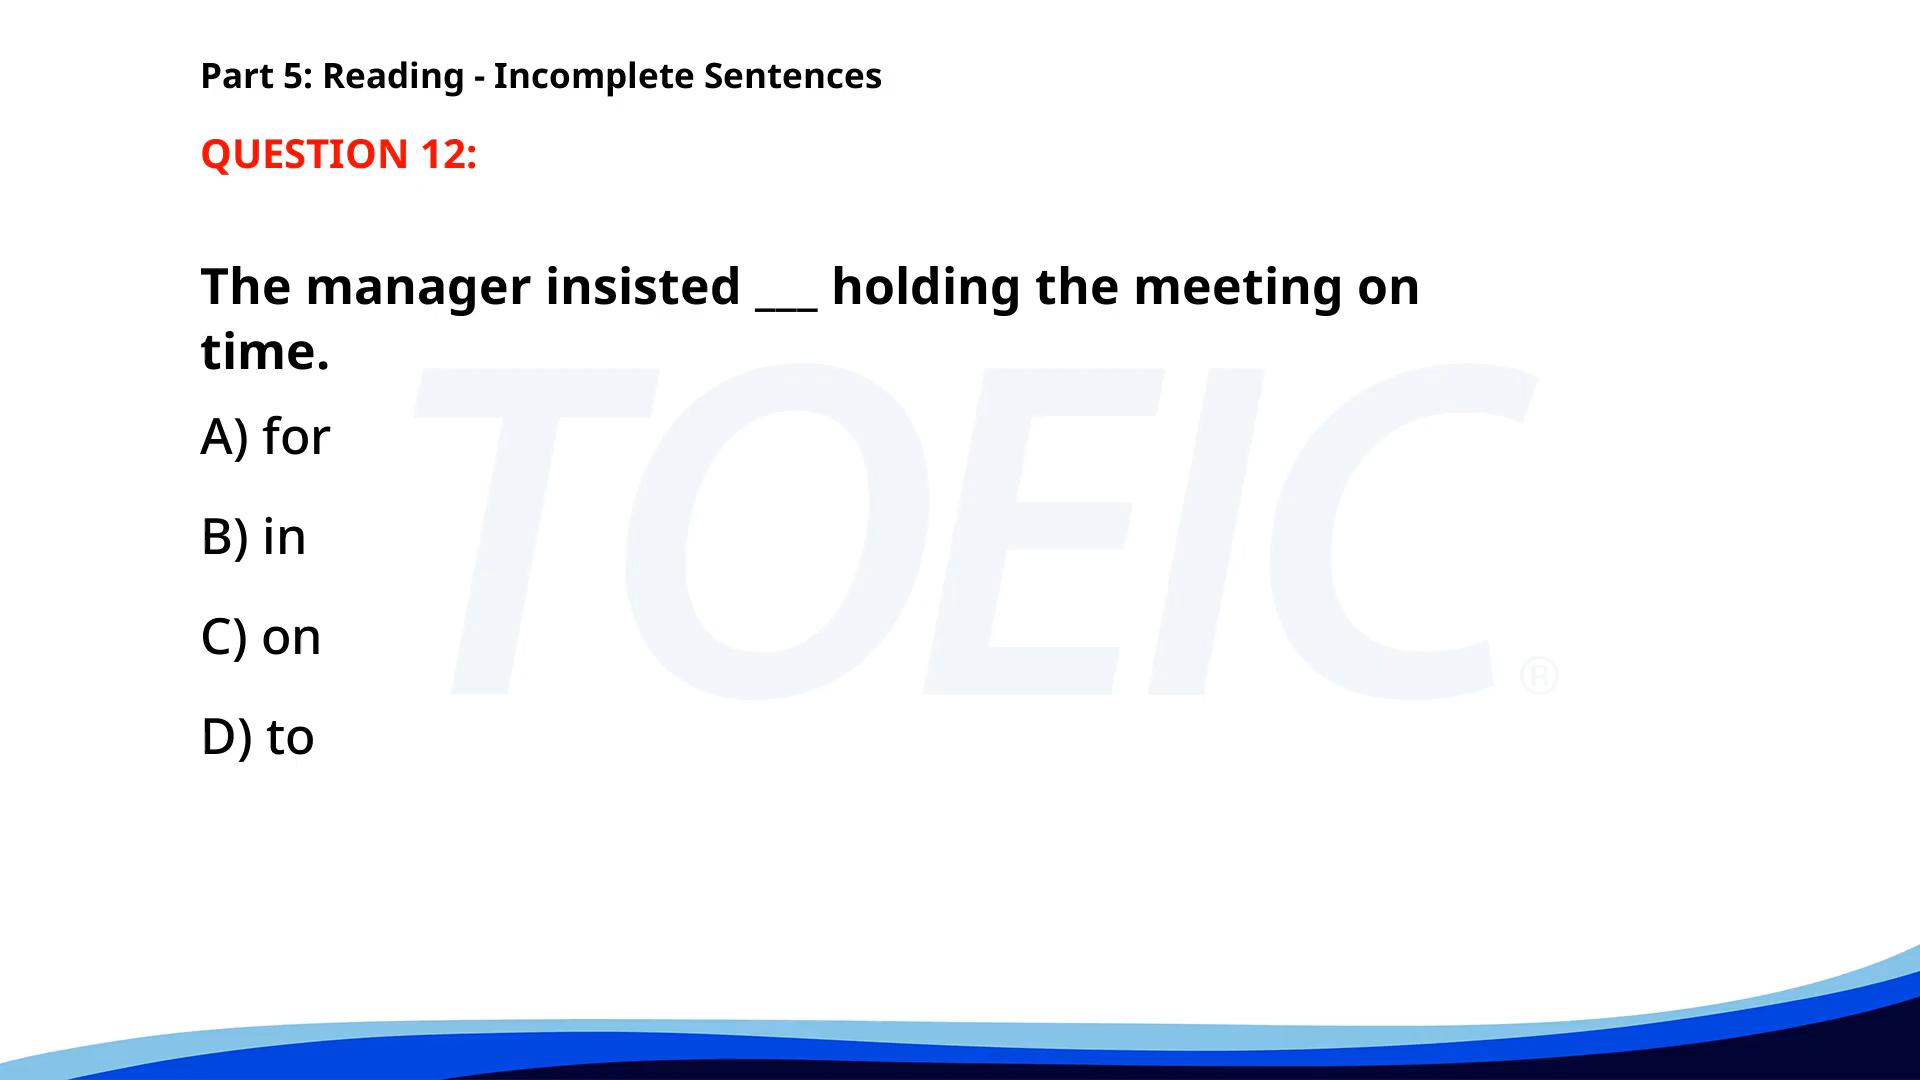 Part 5: Reading - Incomplete Sentences
QUESTION 12:
The manager insisted ___ holding the meeting on
time.
TOEIC ®
A) for
B) in
C) on
D) to